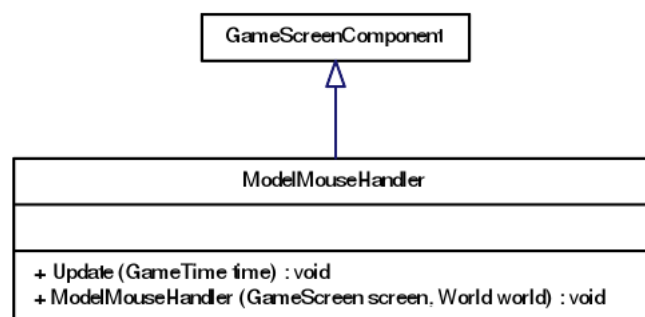 GameScreenComponent
ModelMouseHandler
+ Update (GameTime time) : void
+ ModelMouseHandler (GameScreen screen, World world) : void